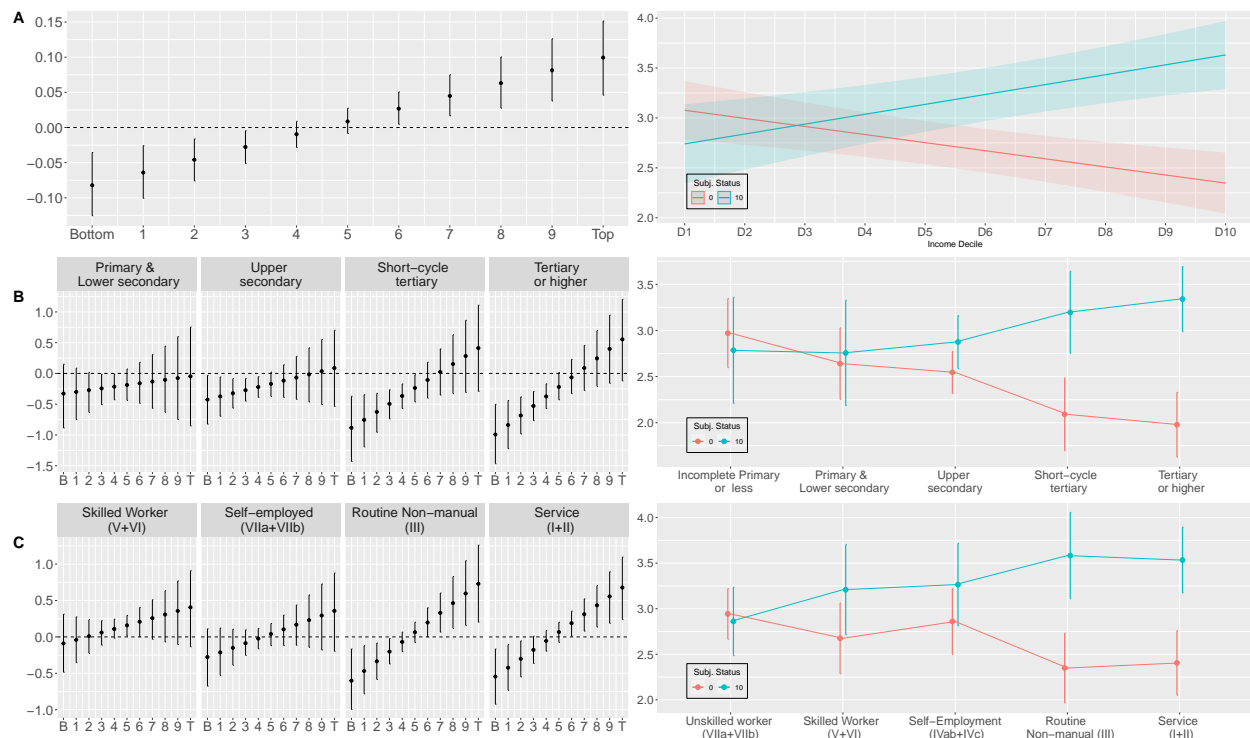 A
0.15
0.10
0.05
0.00
−0.05
−0.10
Bottom 1 2 3 4 5 6 7 8 9 Top
4.0
3.5
3.0
2.5
2.0
Subj. Status
0 10
D1 D2 D3 D4 D5 D6 D7 D8 D9 D10
Income Decile
B
Primary &
Lower secondary
Upper
secondary
Short−cycle
tertiary
Tertiary
or higher
1.0
0.5
0.0
−0.5
−1.0
−1.5
B 1 2 3 4 5 6 7 8 9 T
B 1 2 3 4 5 6 7 8 9 T
B 1 2 3 4 5 6 7 8 9 T
B 1 2 3 4 5 6 7 8 9 T
3.5
3.0
2.5
2.0
Subj. Status
0 10
Incomplete Primary
or less
Primary &
Lower secondary
Upper
secondary
Short−cycle
tertiary
Tertiary
or higher
C
Skilled Worker
(V+VI)
Self−employed
(VIIa+VIIb)
Routine Non−manual
(III)
Service
(I+II)
1.0
0.5
0.0
−0.5
−1.0
B 1 2 3 4 5 6 7 8 9 T
B 1 2 3 4 5 6 7 8 9 T
B 1 2 3 4 5 6 7 8 9 T
B 1 2 3 4 5 6 7 8 9 T
4.0
3.5
3.0
2.5
2.0
Subj. Status
0 10
Unskilled worker
(VIIa+VIIb)
Skilled Worker
(V+VI)
Self−Employment
(IVab+IVc)
Routine
Non−manual (III)
Service
(I+II)